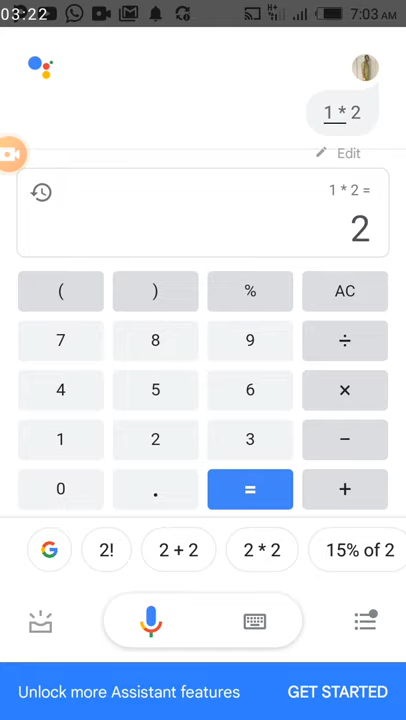 03:22
7:03 AM
1 * 2
Edit
1 * 2 =
2
( ) % AC
7 8 9 ÷
4 5 6 ×
1 2 3 −
0 . = +
2! 2 + 2 2 * 2 15% of 2
Unlock more Assistant features GET STARTED